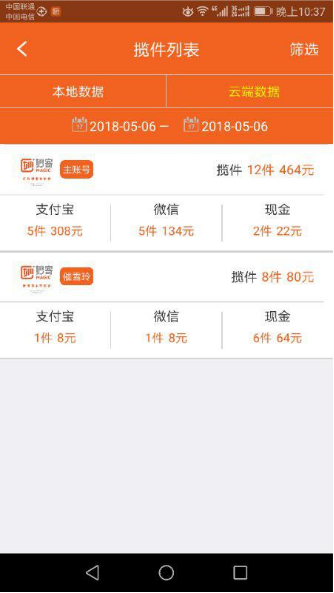 中国联通
中国电信
晚上10:37
揽件列表
筛选
本地数据
云端数据
2018-05-06 — 2018-05-06
主账号
揽件 12件 464元
支付宝 微信 现金
5件 308元 5件 134元 2件 22元
崔雪玲
揽件 8件 80元
支付宝 微信 现金
1件 8元 1件 8元 6件 64元